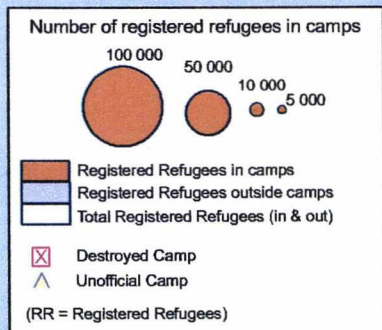 Number of registered refugees in camps
100 000
50 000
10 000
5 000
Registered Refugees in camps
Registered Refugees outside camps
Total Registered Refugees (in & out)
Destroyed Camp
Unofficial Camp
(RR = Registered Refugees)